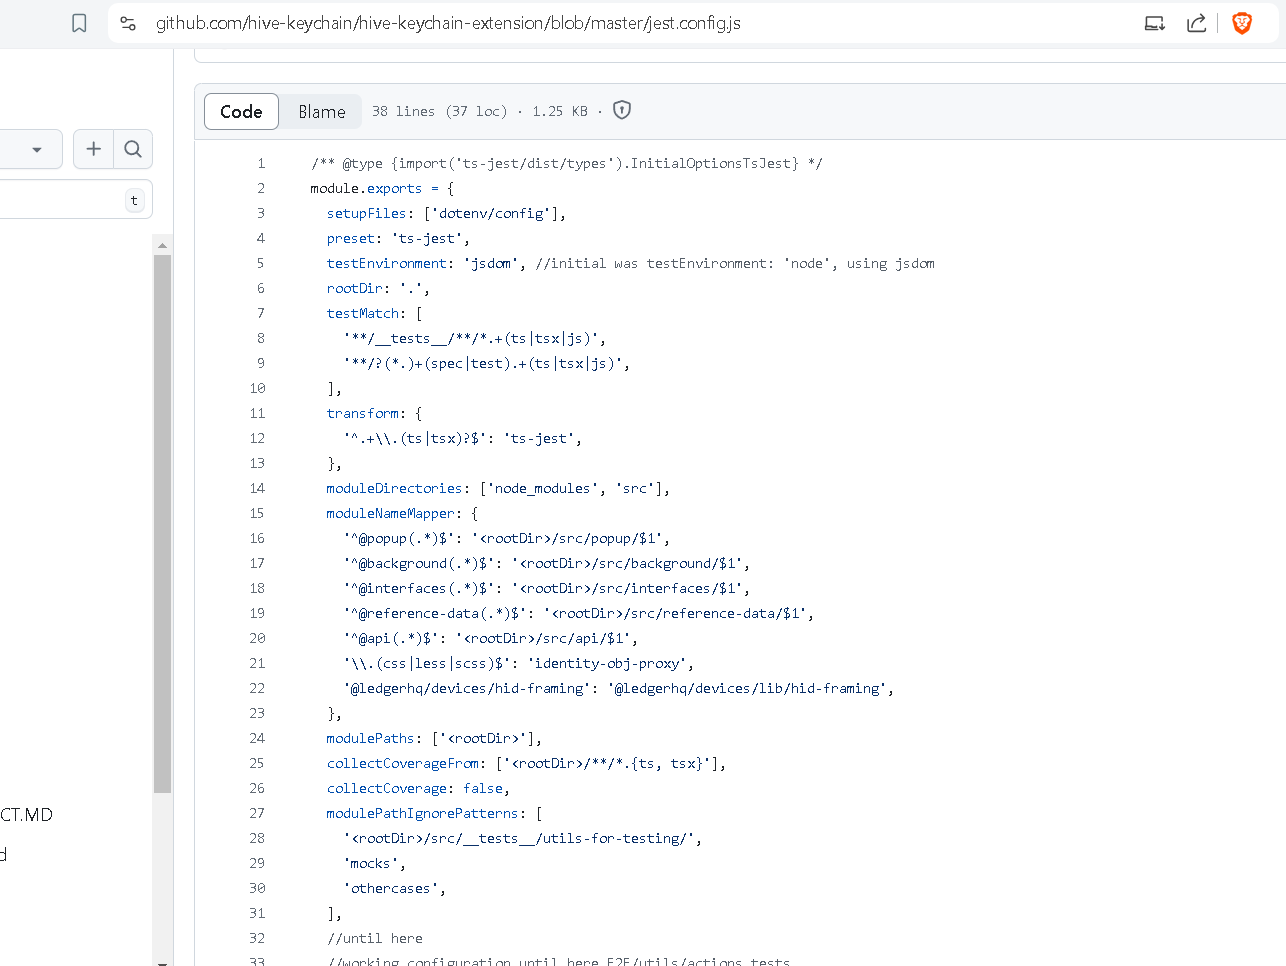 github.com/hive-keychain/hive-keychain-extension/blob/master/jest.config.js
Code Blame 38 lines (37 loc) · 1.25 KB ·
t
CT.MD
d
1 /** @type {import('ts-jest/dist/types').InitialOptionsTsJest} */
2 module.exports = {
3 setupFiles: ['dotenv/config'],
4 preset: 'ts-jest',
5 testEnvironment: 'jsdom', //initial was testEnvironment: 'node', using jsdom
6 rootDir: '.',
7 testMatch: [
8 '**/__tests__/**/*.+(ts|tsx|js)',
9 '**/?(*.)+(spec|test).+(ts|tsx|js)',
10 ],
11 transform: {
12 '^.+\\.(ts|tsx)?$': 'ts-jest',
13 },
14 moduleDirectories: ['node_modules', 'src'],
15 moduleNameMapper: {
16 '^@popup(.*)$': '<rootDir>/src/popup/$1',
17 '^@background(.*)$': '<rootDir>/src/background/$1',
18 '^@interfaces(.*)$': '<rootDir>/src/interfaces/$1',
19 '^@reference-data(.*)$': '<rootDir>/src/reference-data/$1',
20 '^@api(.*)$': '<rootDir>/src/api/$1',
21 '\\.(css|less|scss)$': 'identity-obj-proxy',
22 '@ledgerhq/devices/hid-framing': '@ledgerhq/devices/lib/hid-framing',
23 },
24 modulePaths: ['<rootDir>'],
25 collectCoverageFrom: ['<rootDir>/**/*.{ts, tsx}'],
26 collectCoverage: false,
27 modulePathIgnorePatterns: [
28 '<rootDir>/src/__tests__/utils-for-testing/',
29 'mocks',
30 'othercases',
31 ],
32 //until here
33 //working configuration until here E2E/utils/actions tests